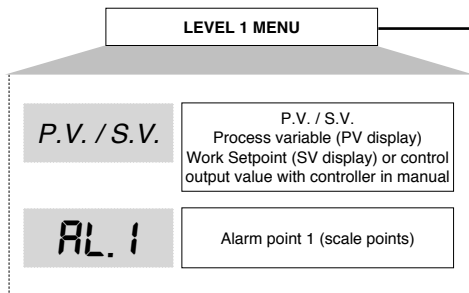 LEVEL 1 MENU
P.V. / S.V.
P.V. / S.V.
Process variable (PV display)
Work Setpoint (SV display) or control
output value with controller in manual
AL. 1
Alarm point 1 (scale points)